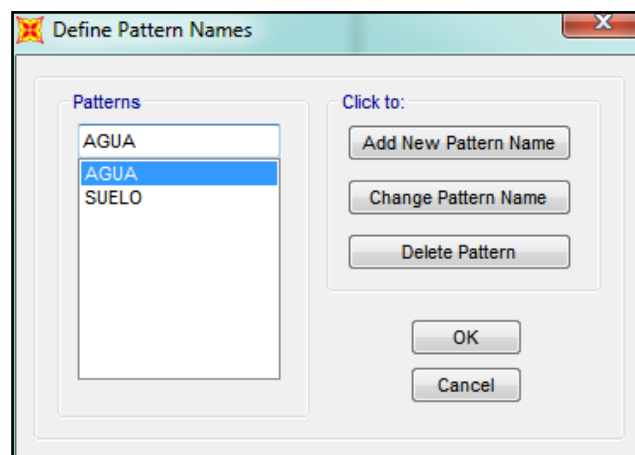 Define Pattern Names
X
Patterns
AGUA
AGUA
SUELO
Click to:
Add New Pattern Name
Change Pattern Name
Delete Pattern
OK
Cancel